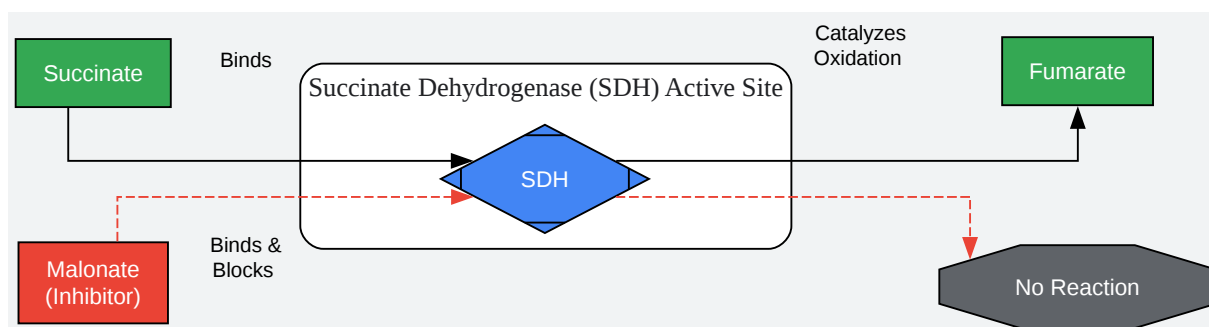 Succinate
Binds
Catalyzes
Oxidation
Fumarate
Succinate Dehydrogenase (SDH) Active Site
SDH
Malonate
(Inhibitor)
Binds &
Blocks
No Reaction